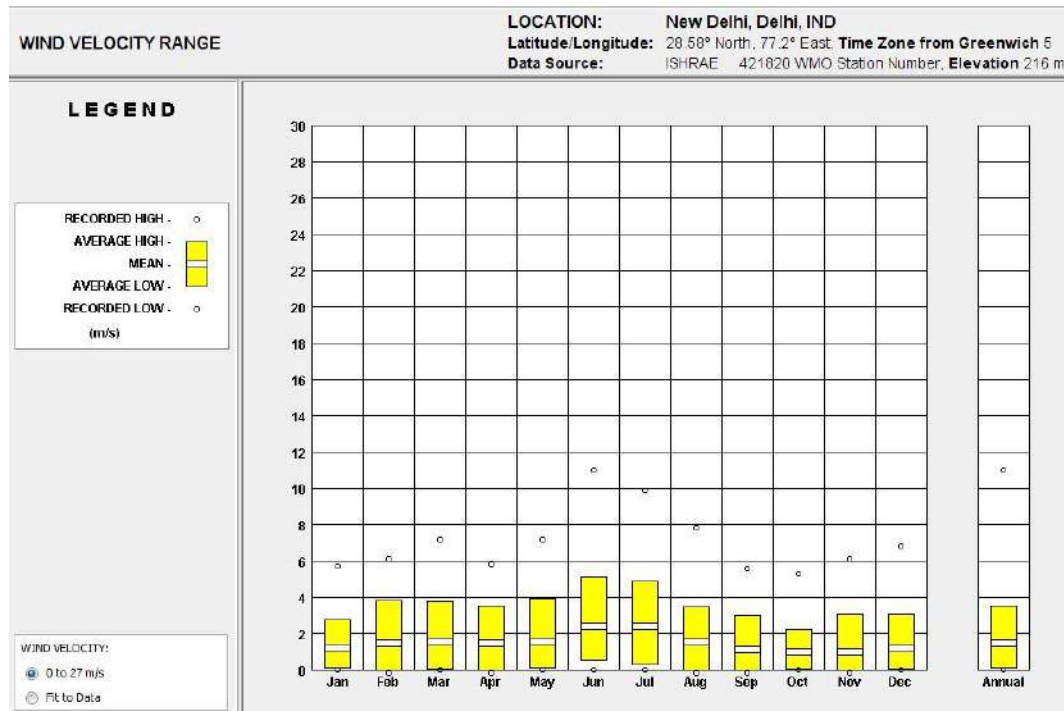 WIND VELOCITY RANGE
LOCATION: New Delhi, Delhi, IND
Latitude/Longitude: 28.58° North, 77.2° East, Time Zone from Greenwich 5
Data Source: ISHRAE 421820 WMO Station Number, Elevation 216 m
LEGEND
RECORDED HIGH -
AVERAGE HIGH -
MEAN -
AVERAGE LOW -
RECORDED LOW -
(m/s)
WIND VELOCITY:
0 to 27 m/s
Fit to Data
30
28
26
24
22
20
18
16
14
12
10
8
6
4
2
0
Jan Feb Mar Apr May Jun Jul Aug Sep Oct Nov Dec Annual